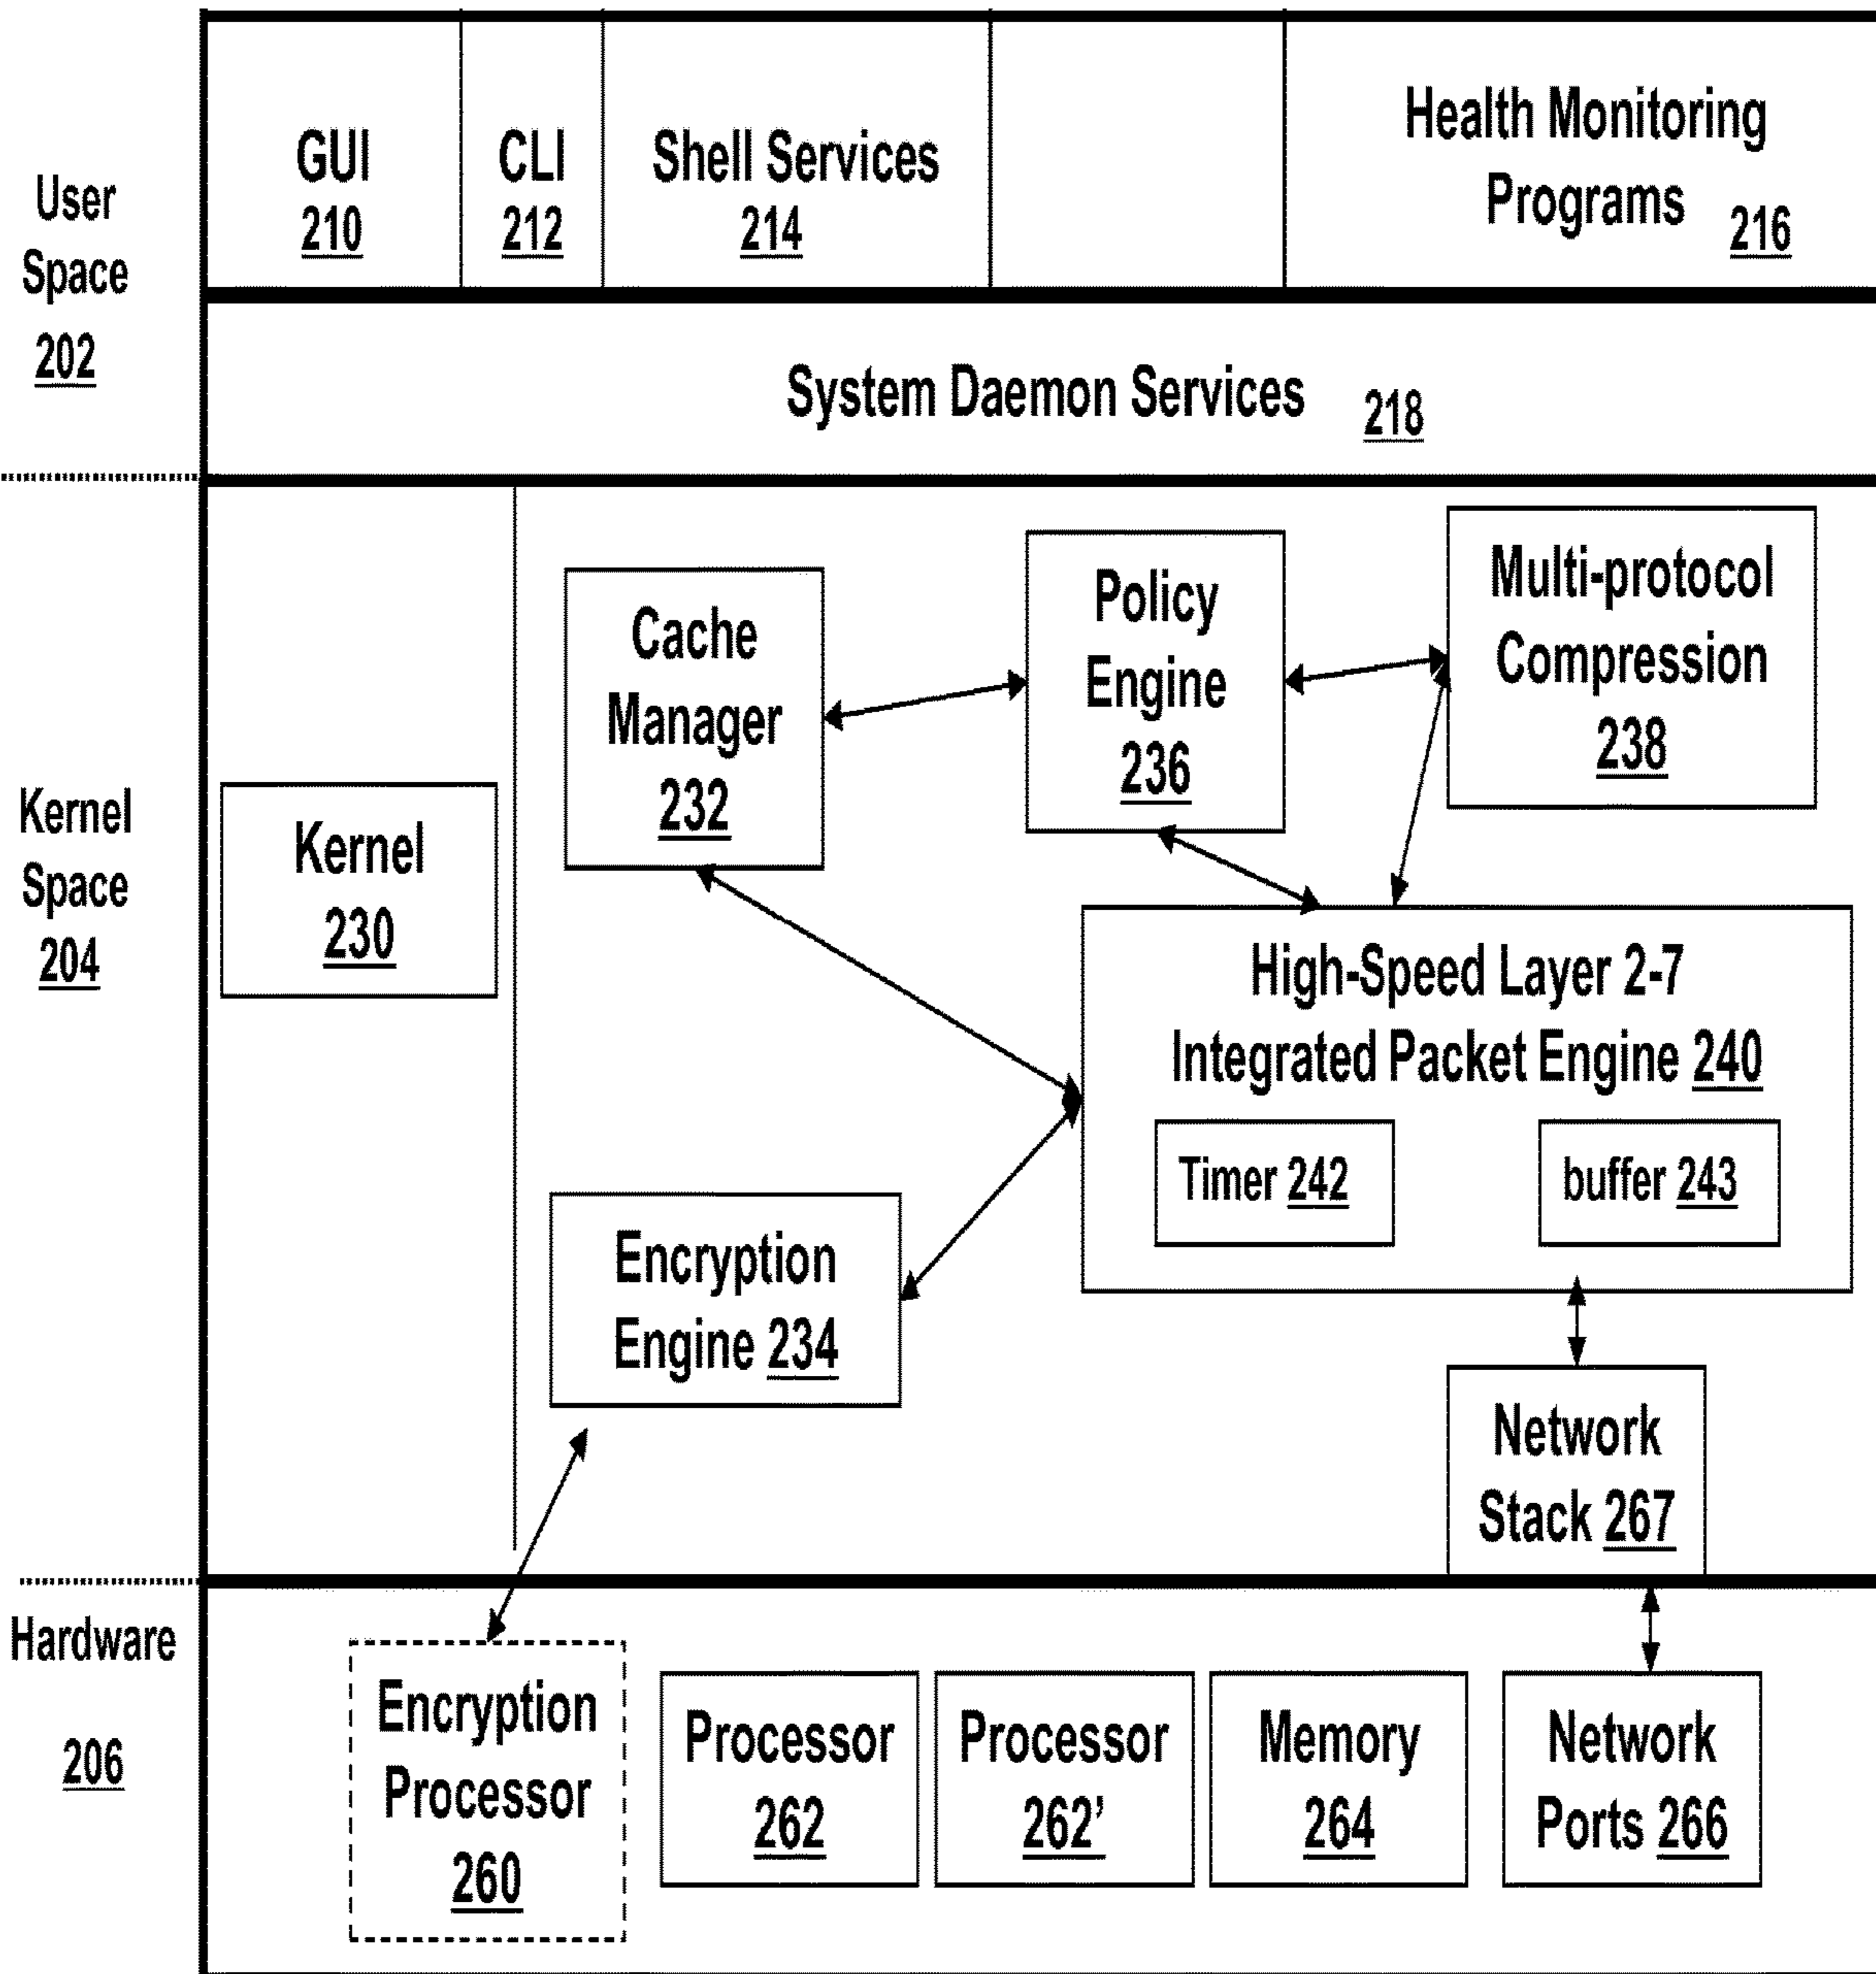 User
Space
202
GUI
210
CLI
212
Shell Services
214
Health Monitoring
Programs 216
System Daemon Services 218
Kernel
Space
204
Kernel
230
Cache
Manager
232
Policy
Engine
236
Multi-protocol
Compression
238
High-Speed Layer 2-7
Integrated Packet Engine 240
Timer 242
buffer 243
Encryption
Engine 234
Network
Stack 267
Hardware
206
Encryption
Processor
260
Processor
262
Processor
262’
Memory
264
Network
Ports 266